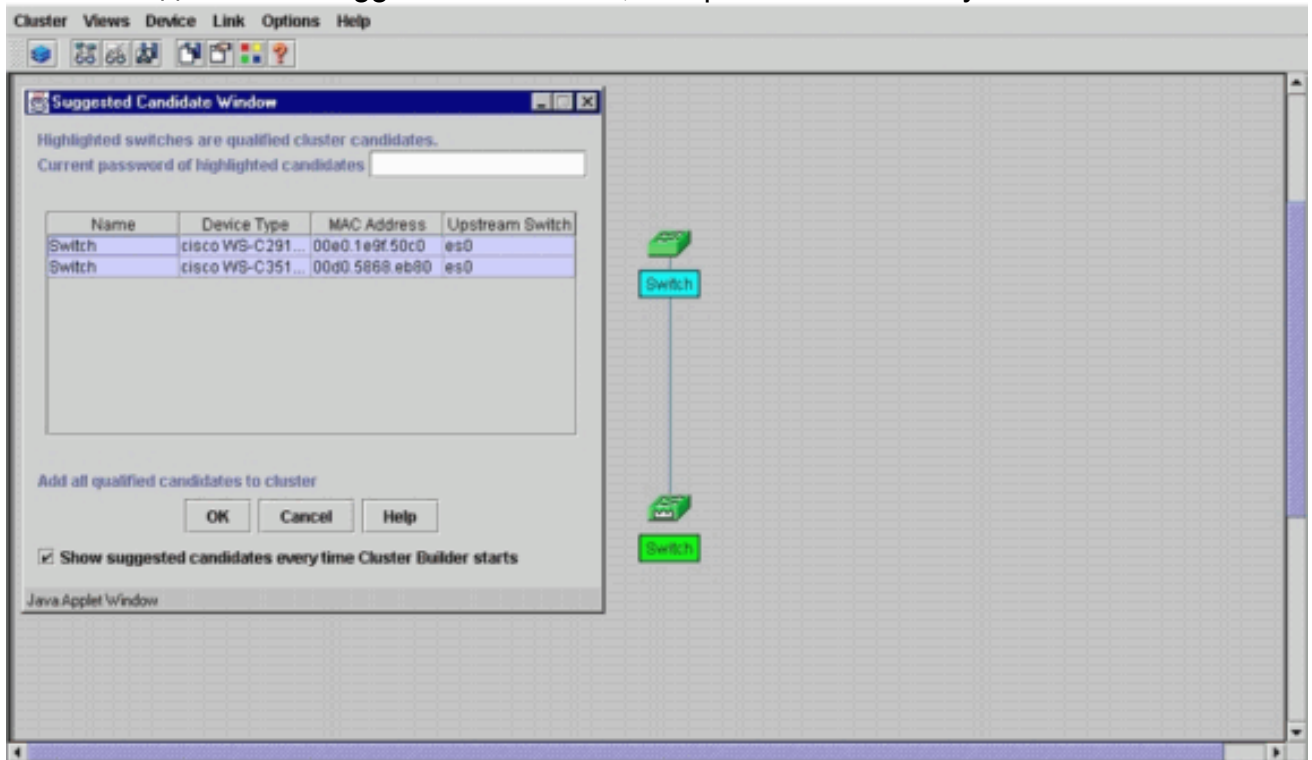 Cluster Views Device Link Options Help
Suggested Candidate Window
Highlighted switches are qualified cluster candidates.
Current password of highlighted candidates
Name Device Type MAC Address Upstream Switch
Switch cisco WS-C291... 00e0.1e9f.50c0 es0
Switch cisco WS-C351... 00d0.5868.eb80 es0
Add all qualified candidates to cluster
OK Cancel Help
Show suggested candidates every time Cluster Builder starts
Java Applet Window
Switch
Switch